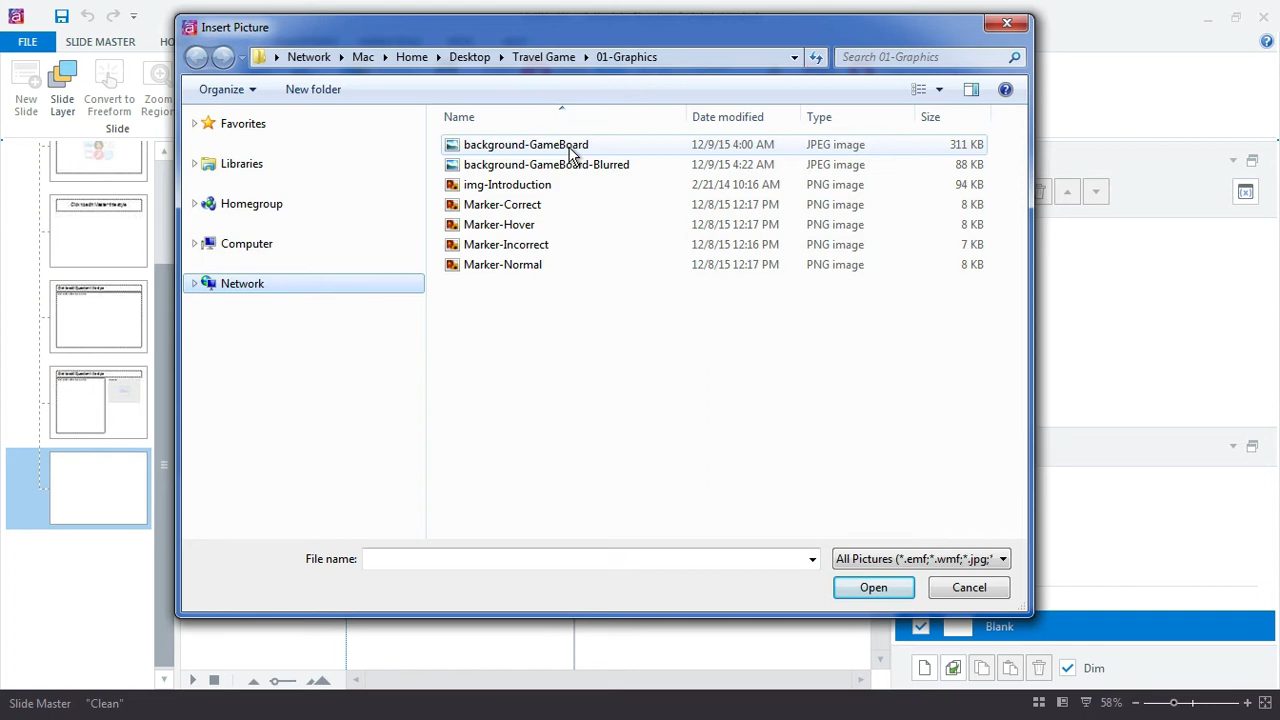 Insert Picture
FILE
SLIDE MASTER
HO
Network
Mac
Home
Desktop
Travel Game
01-Graphics
Search 01-Graphics
Organize
New folder
New Slide
Slide Layer
Convert to Freeform
Zoom Region
Slide
Name
Date modified
Type
Size
Favorites
Libraries
Homegroup
Computer
Network
background-GameBoard 12/9/15 4:00 AM JPEG image 311 KB
background-GameBoard-Blurred 12/9/15 4:22 AM JPEG image 88 KB
img-Introduction 2/21/14 10:16 AM PNG image 94 KB
Marker-Correct 12/8/15 12:17 PM PNG image 8 KB
Marker-Hover 12/8/15 12:17 PM PNG image 8 KB
Marker-Incorrect 12/8/15 12:16 PM PNG image 7 KB
Marker-Normal 12/8/15 12:17 PM PNG image 8 KB
File name:
All Pictures (*.emf;*.wmf;*.jpg;*
Open
Cancel
Blank
Dim
Slide Master
"Clean"
58%